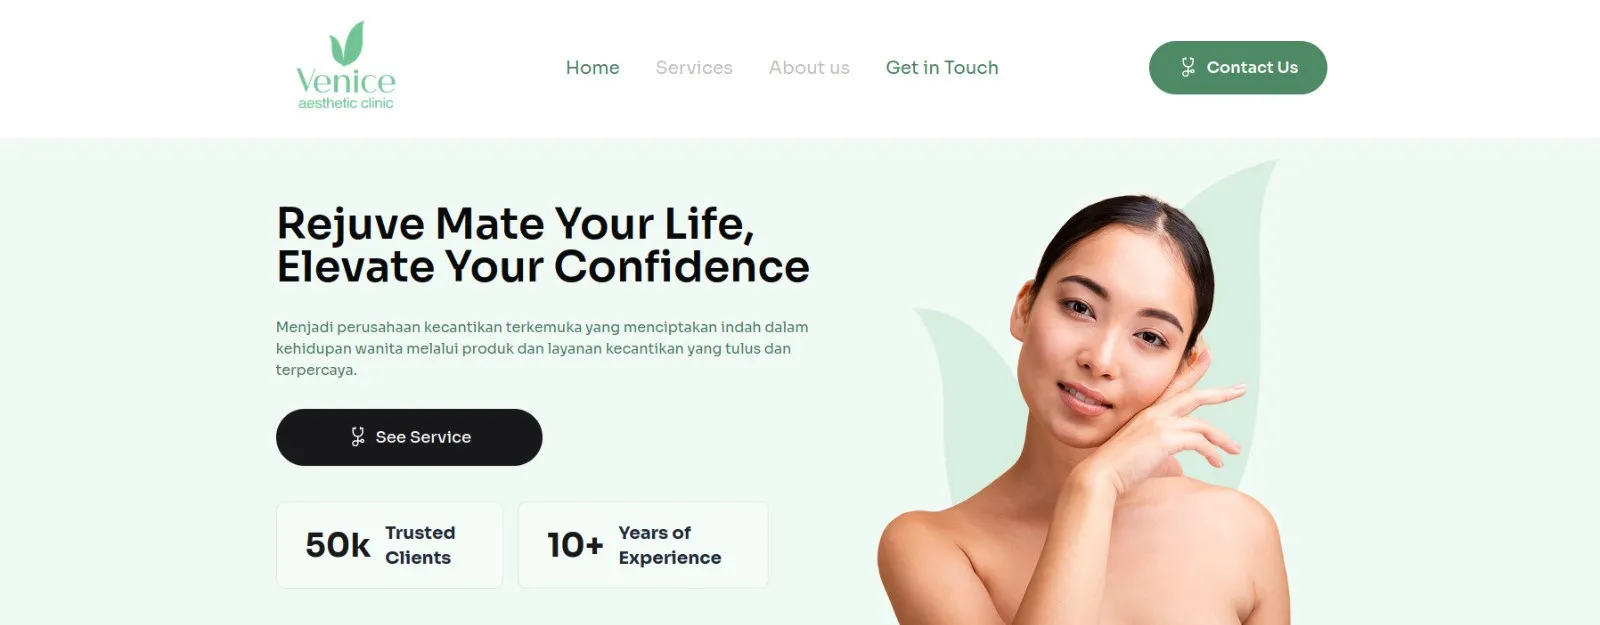 Venice
aesthetic clinic
Home
Services
About us
Get in Touch
Contact Us
Rejuve Mate Your Life,
Elevate Your Confidence
Menjadi perusahaan kecantikan terkemuka yang menciptakan indah dalam
kehidupan wanita melalui produk dan layanan kecantikan yang tulus dan
terpercaya.
See Service
50k
Trusted
Clients
10+
Years of
Experience